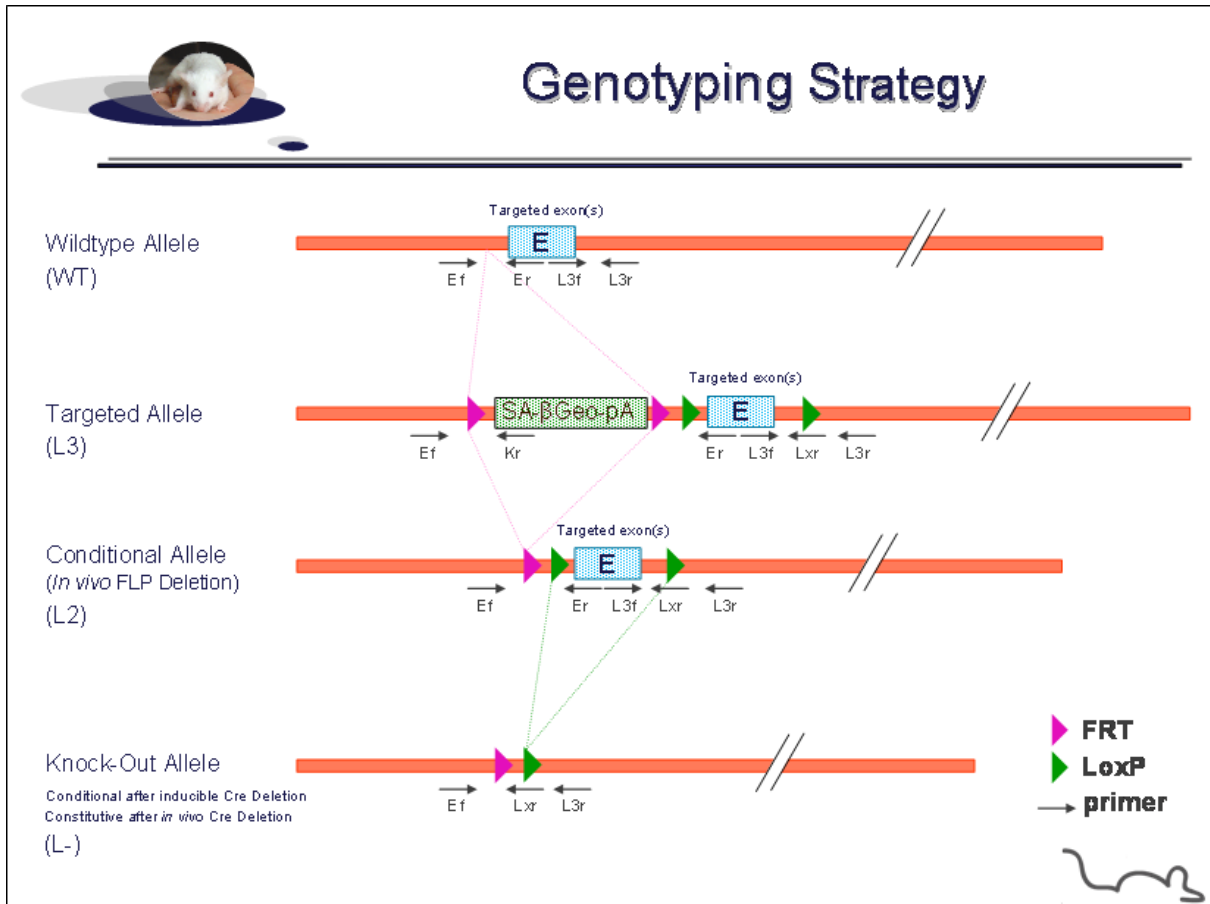 Genotyping Strategy
Targeted exon(s)
Wildtype Allele
(WT)
E
Ef Er L3f L3r
Targeted exon(s)
Targeted Allele
(L3)
SA-βGeo-pA E
Ef Kr Er L3f Lxr L3r
Targeted exon(s)
Conditional Allele
(In vivo FLP Deletion)
(L2)
E
Ef Er L3f Lxr L3r
Knock-Out Allele
Conditional after inducible Cre Deletion
Constitutive after in vivo Cre Deletion
(L-)
Ef Lxr L3r
FRT
LoxP
primer